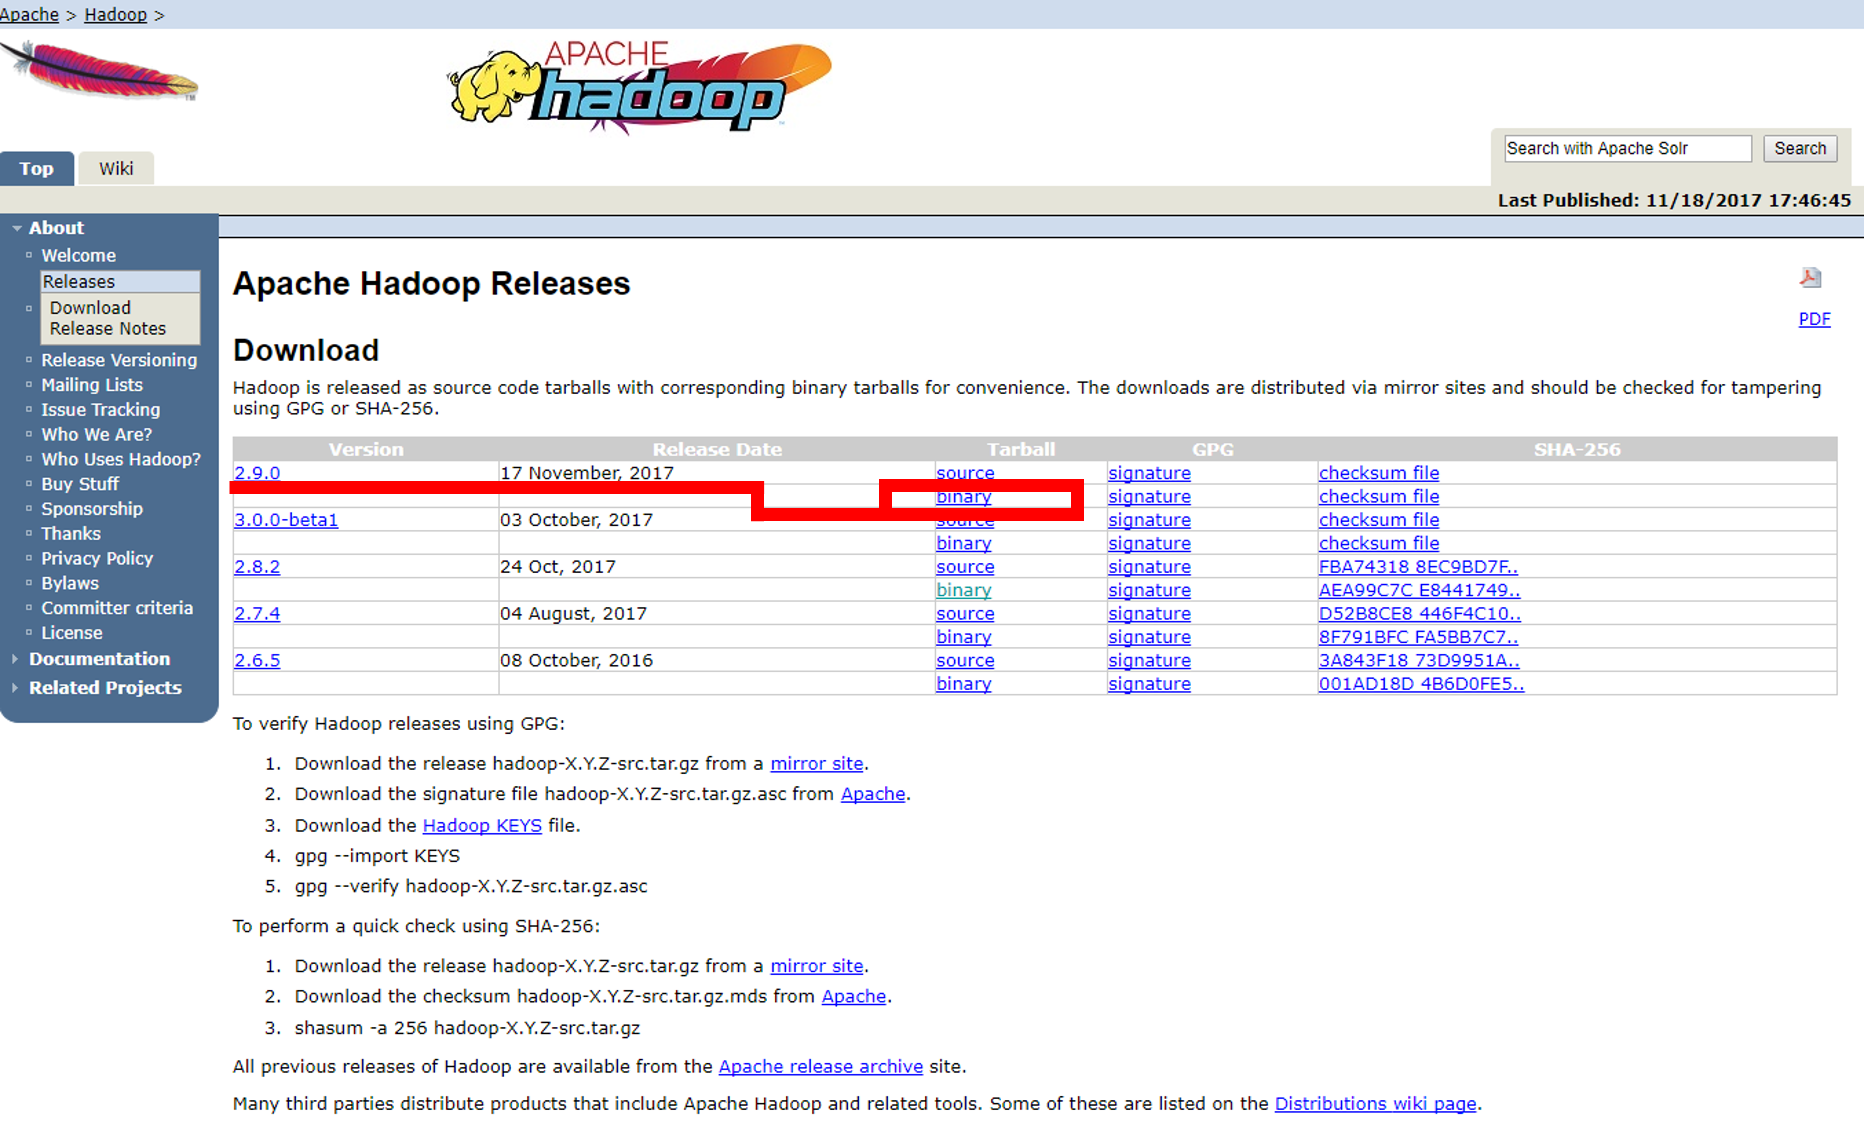 Apache > Hadoop >
APACHE
hadoop
TM
Top
Wiki
Search with Apache Solr
Search
Last Published: 11/18/2017 17:46:45
About
Welcome
Releases
Download
Release Notes
Release Versioning
Mailing Lists
Issue Tracking
Who We Are?
Who Uses Hadoop?
Buy Stuff
Sponsorship
Thanks
Privacy Policy
Bylaws
Committer criteria
License
Documentation
Related Projects
Apache Hadoop Releases
PDF
Download
Hadoop is released as source code tarballs with corresponding binary tarballs for convenience. The downloads are distributed via mirror sites and should be checked for tampering
using GPG or SHA-256.
Version Release Date Tarball GPG SHA-256
2.9.0 17 November, 2017 source signature checksum file
binary signature checksum file
3.0.0-beta1 03 October, 2017 source signature checksum file
binary signature checksum file
2.8.2 24 Oct, 2017 source signature FBA74318 8EC9BD7F..
binary signature AEA99C7C E8441749..
2.7.4 04 August, 2017 source signature D52B8CE8 446F4C10..
binary signature 8F791BFC FA5BB7C7..
2.6.5 08 October, 2016 source signature 3A843F18 73D9951A..
binary signature 001AD18D 4B6D0FE5..
To verify Hadoop releases using GPG:
1. Download the release hadoop-X.Y.Z-src.tar.gz from a mirror site.
2. Download the signature file hadoop-X.Y.Z-src.tar.gz.asc from Apache.
3. Download the Hadoop KEYS file.
4. gpg --import KEYS
5. gpg --verify hadoop-X.Y.Z-src.tar.gz.asc
To perform a quick check using SHA-256:
1. Download the release hadoop-X.Y.Z-src.tar.gz from a mirror site.
2. Download the checksum hadoop-X.Y.Z-src.tar.gz.mds from Apache.
3. shasum -a 256 hadoop-X.Y.Z-src.tar.gz
All previous releases of Hadoop are available from the Apache release archive site.
Many third parties distribute products that include Apache Hadoop and related tools. Some of these are listed on the Distributions wiki page.